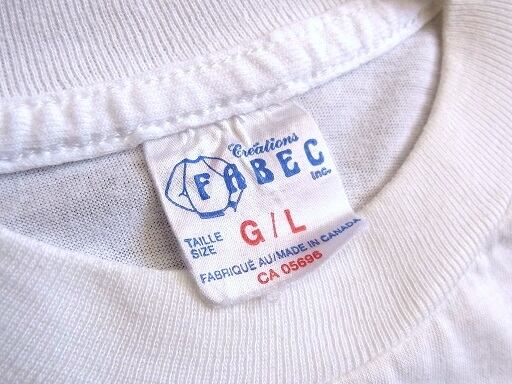 Créations
FABEC
inc.
TAILLE
SIZE
G/L
FABRIQUÉ AU/MADE IN CANADA
CA 05696